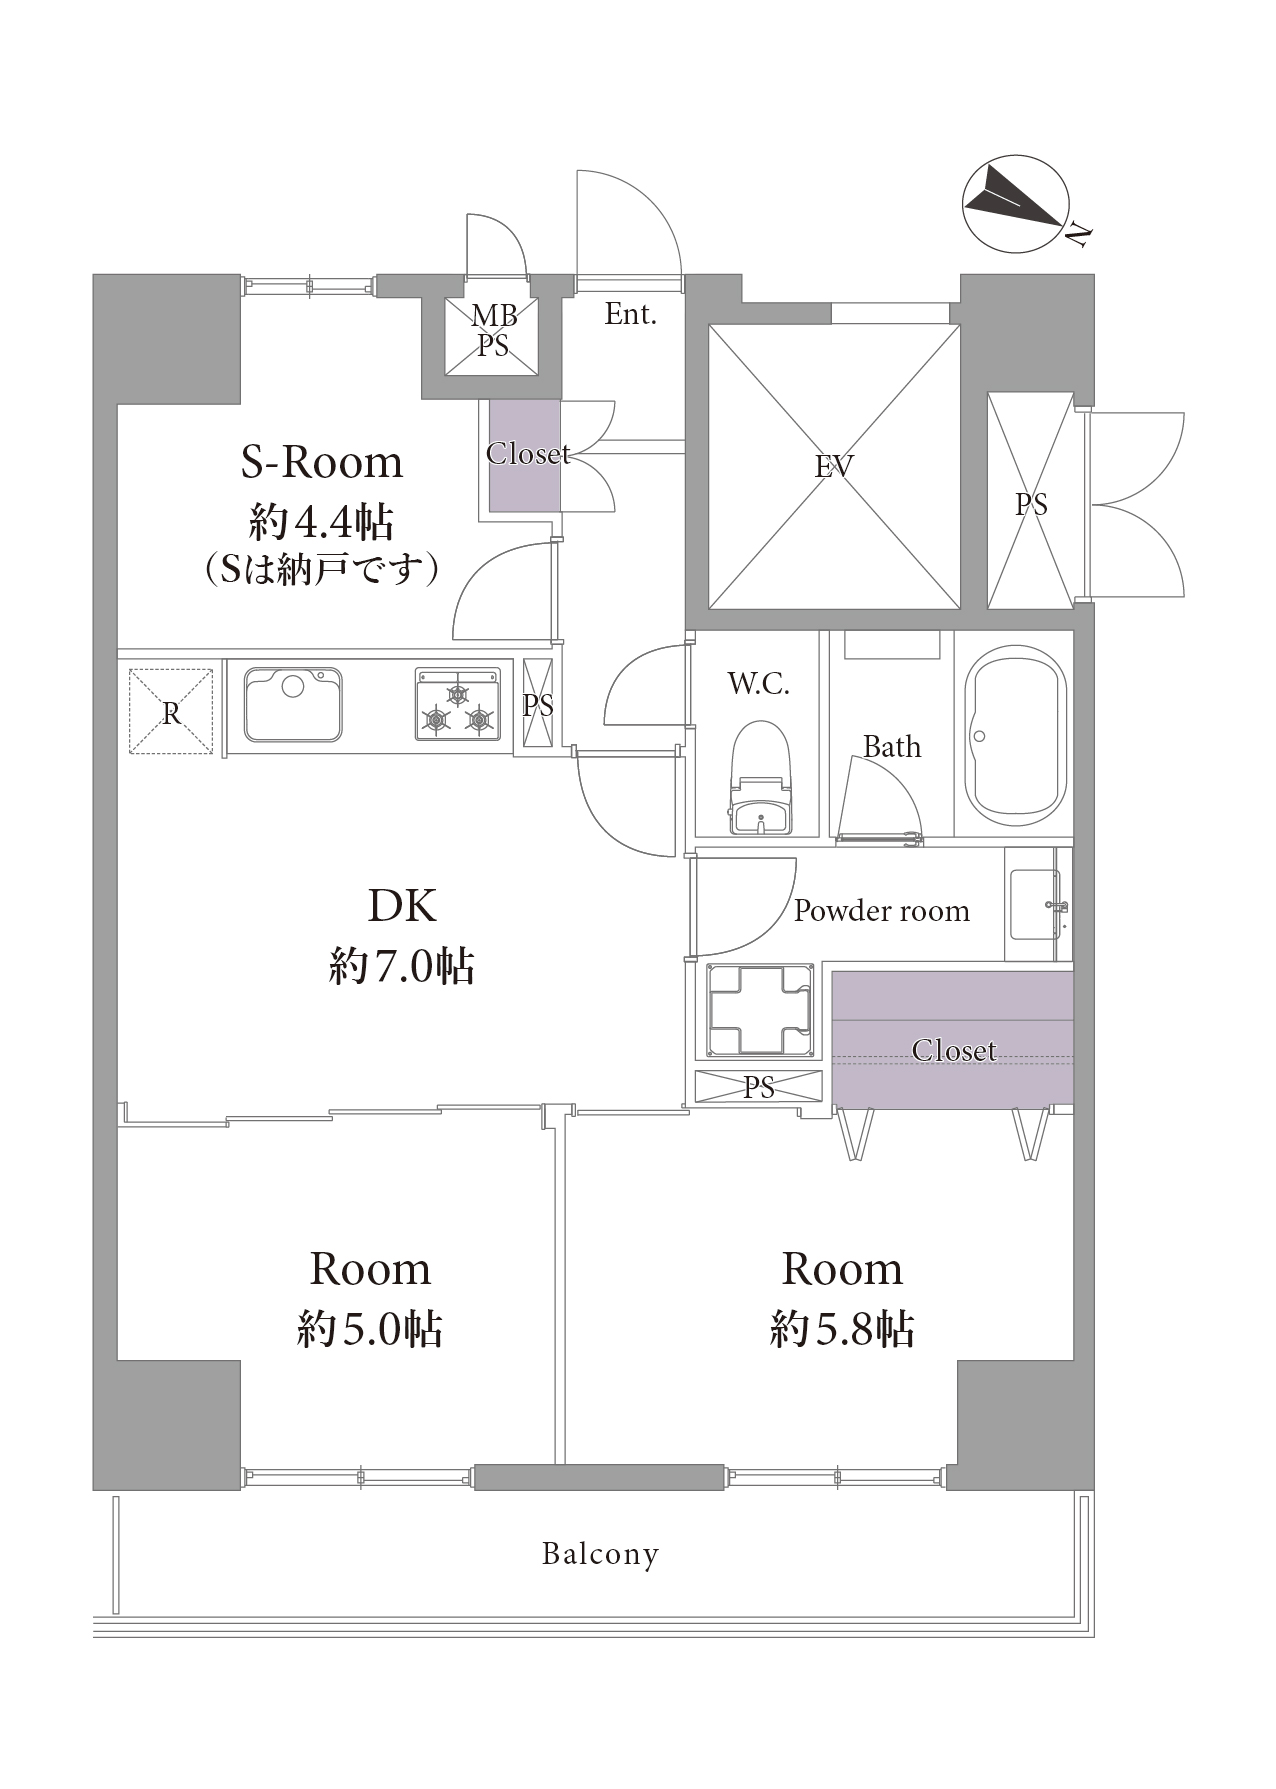 N
MB
PS
Ent.
S-Room
約4.4帖
（Sは納戸です）
Closet
EV
PS
R
PS
W.C.
Bath
DK
約7.0帖
Powder room
Closet
PS
Room
約5.0帖
Room
約5.8帖
Balcony